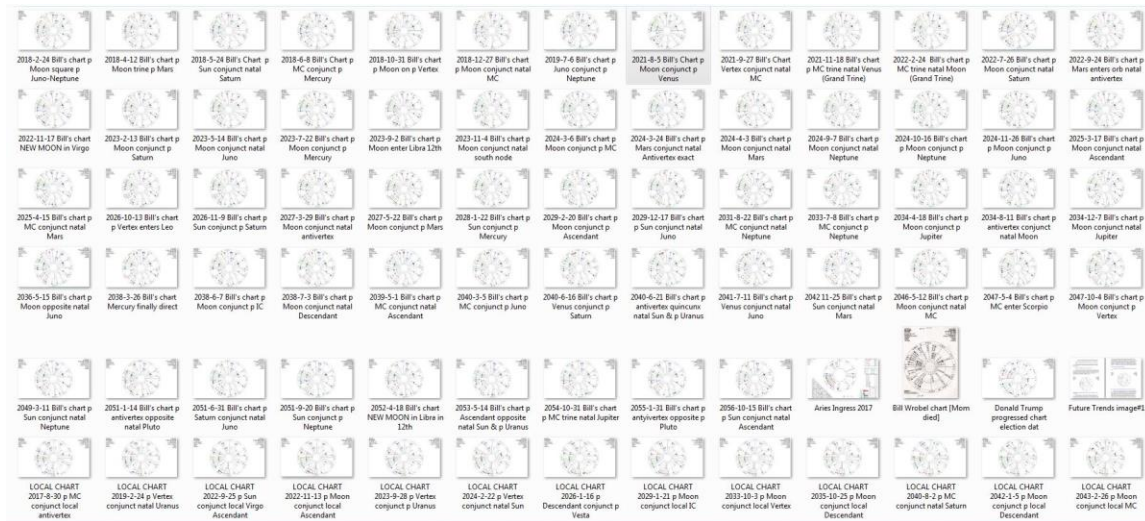 2018-2-24 Bill's chart p
Moon square p
Juno-Neptune
2018-4-12 Bill's chart p
Moon trine p Mars
2018-5-24 Bill's Chart p
Sun conjunct natal
Saturn
2018-6-8 Bill's chart p
MC conjunct p
Mercury
2018-10-31 Bill's chart
p Moon on p Vertex
2018-12-27 Bill's chart
p Moon conjunct natal
MC
2019-7-6 Bill's chart p
Juno conjunct p
Neptune
2021-8-5 Bill's Chart p
Moon conjunct p
Venus
2021-9-27 Bill's chart
Vertex conjunct natal
MC
2021-11-18 Bill's chart
p MC trine natal Venus
(Grand Trine)
2022-2-24 Bill's chart p
MC trine natal Moon
(Grand Trine)
2022-7-26 Bill's chart p
Moon conjunct natal
Saturn
2022-9-24 Bill's chart p
Mars enters orb natal
antivertex
2022-11-17 Bill's chart
NEW MOON in Virgo
2023-2-13 Bill's chart p
Moon conjunct p
Saturn
2023-5-14 Bill's chart p
Moon conjunct natal
Juno
2023-7-22 Bill's chart p
Moon conjunct p
Mercury
2023-9-2 Bill's chart p
Moon enter Libra 12th
2023-11-4 Bill's chart p
Moon conjunct natal
south node
2024-3-6 Bill's chart p
Moon conjunct p MC
2024-3-24 Bill's chart p
Mars conjunct natal
Antivertex exact
2024-4-3 Bill's chart p
Moon conjunct natal
Mars
2024-9-7 Bill's chart p
Moon conjunct natal
Neptune
2024-10-16 Bill's chart
p Moon conjunct p
Neptune
2024-11-26 Bill's chart
p Moon conjunct p
Juno
2025-3-17 Bill's chart p
Moon conjunct natal
Ascendant
2025-4-15 Bill's chart p
MC conjunct natal
Mars
2026-10-13 Bill's chart
p Vertex enters Leo
2026-11-9 Bill's chart p
Sun conjunct p Saturn
2027-3-29 Bill's chart p
Moon conjunct natal
antivertex
2027-5-22 Bill's chart p
Moon conjunct p Mars
2028-1-22 Bill's chart p
Sun conjunct p
Mercury
2029-2-20 Bill's chart p
Moon conjunct p
Ascendant
2029-12-17 Bill's chart
p Sun conjunct natal
Juno
2031-8-22 Bill's chart p
MC conjunct natal
Neptune
2033-7-8 Bill's chart p
MC conjunct p
Neptune
2034-4-18 Bill's chart p
Moon conjunct p
Jupiter
2034-8-11 Bill's chart p
antivertex conjunct
natal Moon
2034-12-7 Bill's chart p
Moon conjunct natal
Jupiter
2036-5-15 Bill's chart p
Moon opposite natal
Juno
2038-3-26 Bill's chart
Mercury finally direct
2038-6-7 Bill's chart p
Moon conjunct p IC
2038-7-3 Bill's chart p
Moon conjunct natal
Descendant
2039-5-1 Bill's chart p
MC conjunct natal
Ascendant
2040-3-5 Bill's chart p
MC conjunct p Juno
2040-6-16 Bill's chart p
Venus conjunct p
Saturn
2040-6-21 Bill's chart p
antivertex quincunx
natal Sun & p Uranus
2041-7-11 Bill's chart p
Venus conjunct natal
Juno
2042 11-25 Bill's chart p
Sun conjunct natal
Mars
2046-5-12 Bill's chart p
Moon conjunct natal
MC
2047-5-4 Bill's chart p
MC enter Scorpio
2047-10-4 Bill's chart p
Moon conjunct p
Vertex
2049-3-11 Bill's chart p
Sun conjunct natal
Neptune
2051-1-14 Bill's chart p
antivertex opposite
natal Pluto
2051-6-31 Bill's chart p
Saturn conjunct natal
Juno
2051-9-20 Bill's chart p
Sun conjunct p
Neptune
2052-4-18 Bill's chart
NEW MOON in Libra in
12th
2053-5-14 Bill's chart p
Ascendant opposite
natal Sun & p Uranus
2054-10-31 Bill's chart
p MC trine natal Jupiter
2055-1-31 Bill's chart p
antyivertex opposite p
Pluto
2056-10-15 Bill's chart
p Sun conjunct natal
Ascendant
Aries Ingress 2017
Bill Wrobel chart [Mom
died]
Donald Trump
progressed chart
election dat
Future Trends image#1
LOCAL CHART
2017-8-30 p MC
conjunct local
antivertex
LOCAL CHART
2019-2-24 p Vertex
conjunct natal Uranus
LOCAL CHART
2022-9-25 p Sun
conjunct local Virgo
Ascendant
LOCAL CHART
2022-11-13 p Moon
conjunct local
Ascendant
LOCAL CHART
2023-9-28 p Vertex
conjunct p Uranus
LOCAL CHART
2024-2-22 p Vertex
conjunct natal Sun
LOCAL CHART
2026-1-16 p
Descendant conjunct p
Vesta
LOCAL CHART
2029-1-21 p Moon
conjunct local IC
LOCAL CHART
2033-10-3 p Moon
conjunct local Vertex
LOCAL CHART
2035-10-25 p Moon
conjunct local
Descendant
LOCAL CHART
2040-8-2 p MC
conjunct natal Saturn
LOCAL CHART
2042-1-5 p Moon
conjunct p local
Descendant
LOCAL CHART
2043-2-26 p Moon
conjunct local MC